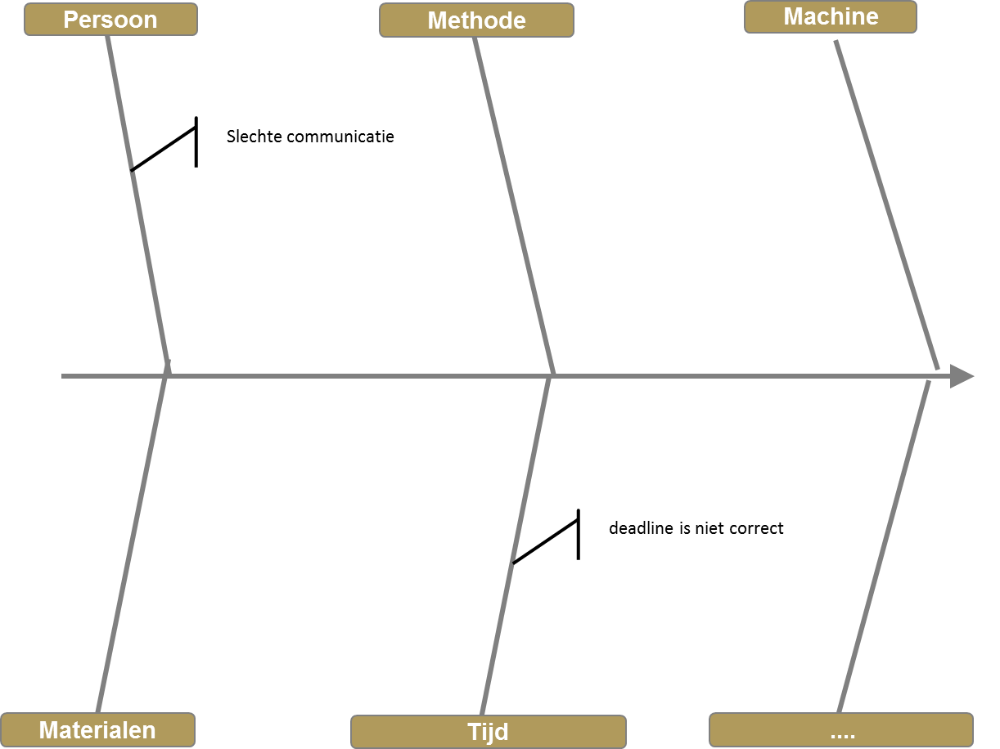 Persoon
Methode
Machine
Slechte communicatie
deadline is niet correct
Materialen
Tijd
....